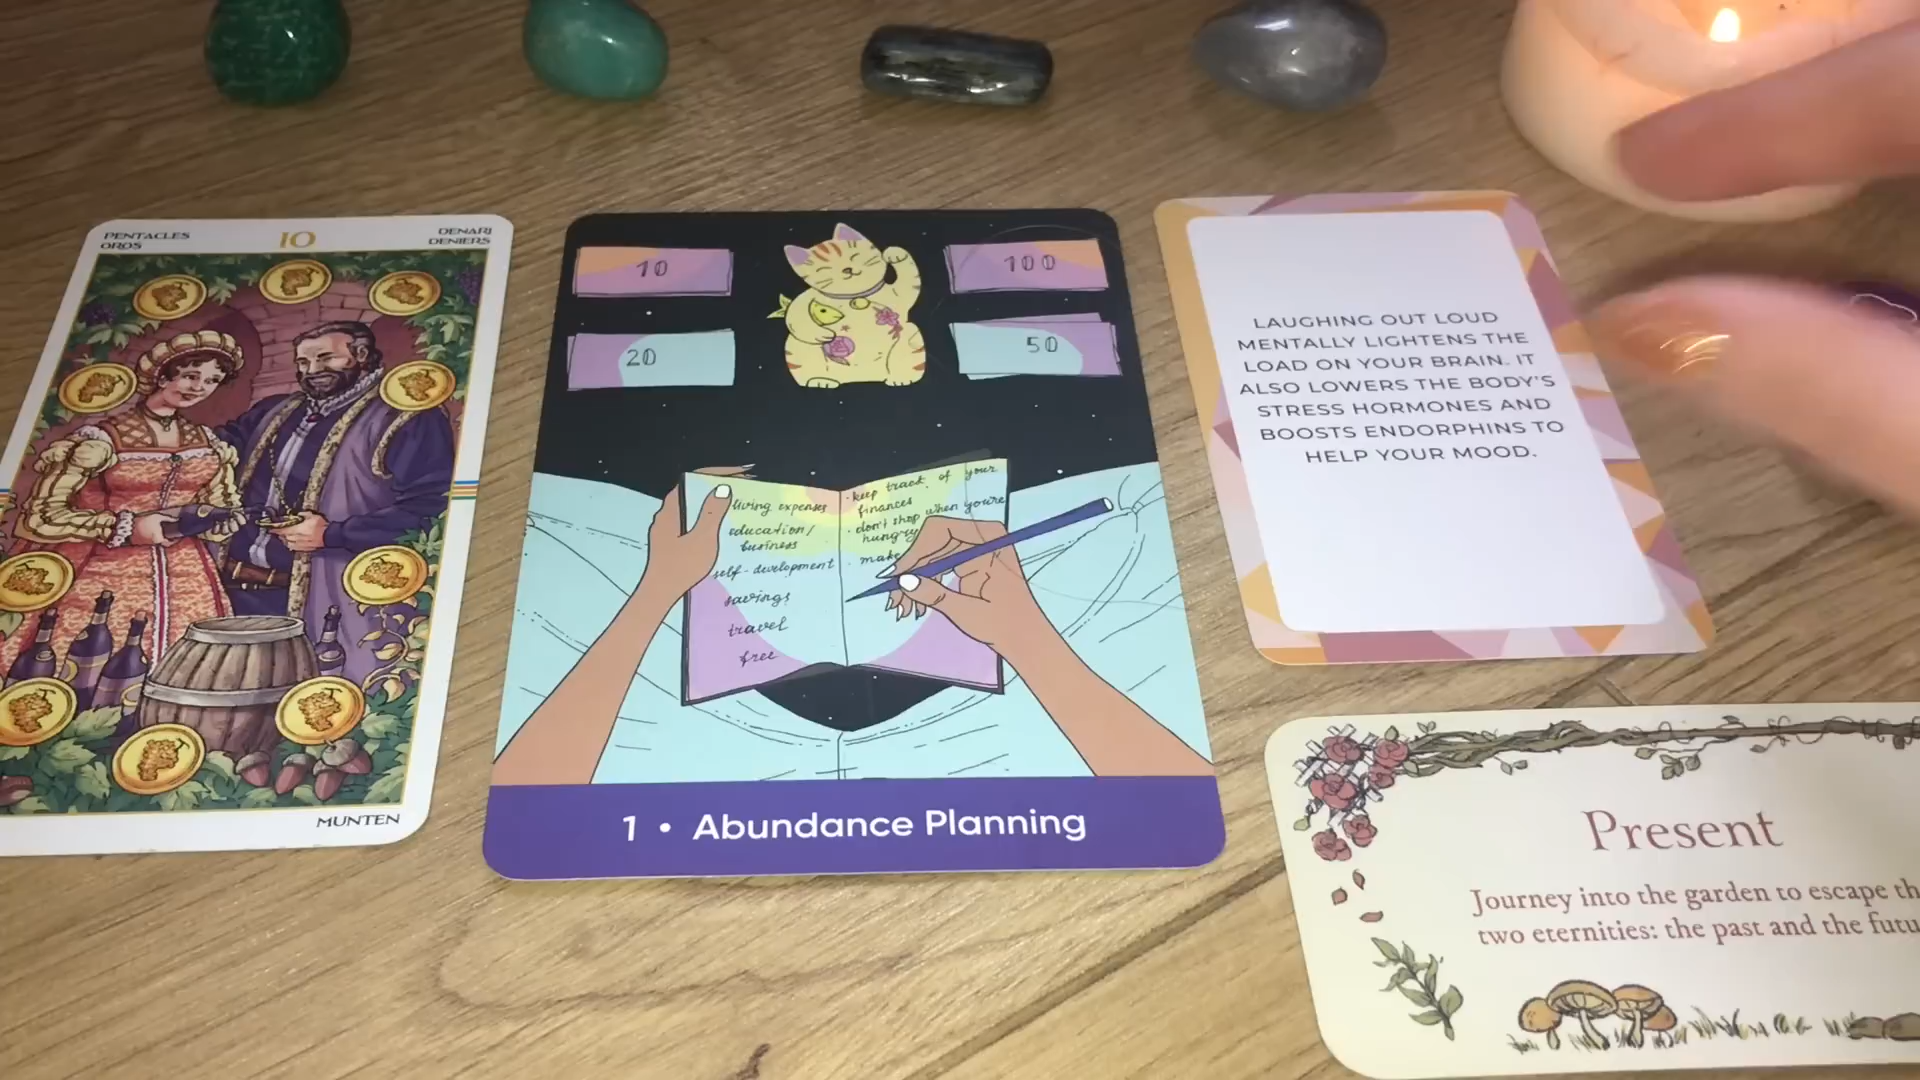 PENTACLES
OROS
10
DENARI
DENIERS
MUNTEN
10
100
20
50
living expenses
education/
business
self-development
savings
travel
free
· keep track of your
finances
· don't shop when you're
hungry
· make
1 • Abundance Planning
LAUGHING OUT LOUD
MENTALLY LIGHTENS THE
LOAD ON YOUR BRAIN. IT
ALSO LOWERS THE BODY'S
STRESS HORMONES AND
BOOSTS ENDORPHINS TO
HELP YOUR MOOD.
Present
Journey into the garden to escape th
two eternities: the past and the futu